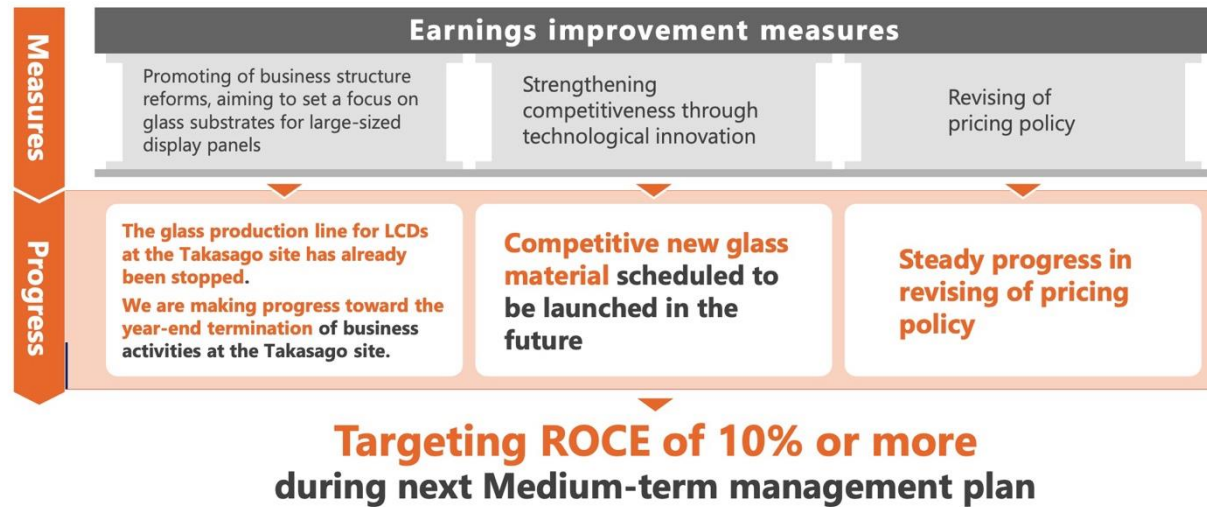 Measures
Earnings improvement measures
Promoting of business structure
reforms, aiming to set a focus on
glass substrates for large-sized
display panels
Strengthening
competitiveness through
technological innovation
Revising of
pricing policy
Progress
The glass production line for LCDs
at the Takasago site has already
been stopped.
We are making progress toward the
year-end termination of business
activities at the Takasago site.
Competitive new glass
material scheduled to
be launched in the
future
Steady progress in
revising of pricing
policy
Targeting ROCE of 10% or more
during next Medium-term management plan